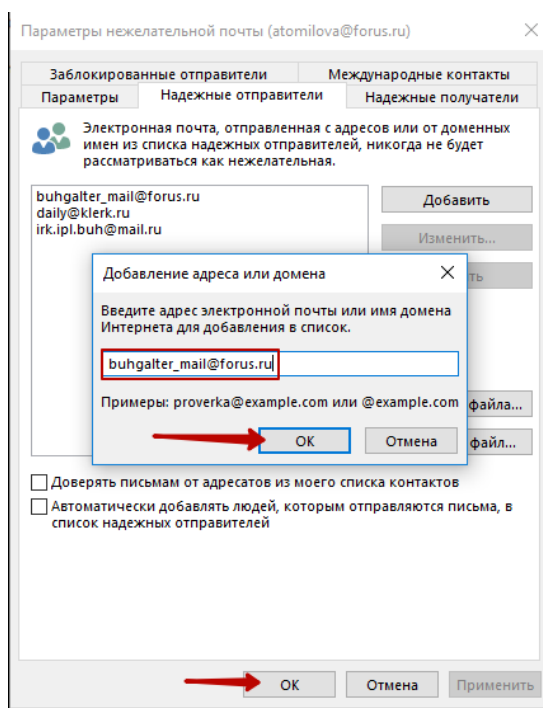 Параметры нежелательной почты (atomilova@forus.ru)
Заблокированные отправители Международные контакты
Параметры Надежные отправители Надежные получатели
Электронная почта, отправленная с адресов или от доменных
имен из списка надежных отправителей, никогда не будет
рассматриваться как нежелательная.
buhgalter_mail@forus.ru
daily@klerk.ru
irk.ipl.buh@mail.ru
Добавить
Изменить...
ть
Добавление адреса или домена
Введите адрес электронной почты или имя домена
Интернета для добавления в список.
buhgalter_mail@forus.ru
Примеры: proverka@example.com или @example.com
ОК Отмена
файла...
файл...
Доверять письмам от адресатов из моего списка контактов
Автоматически добавлять людей, которым отправляются письма, в
список надежных отправителей
ОК Отмена Применить